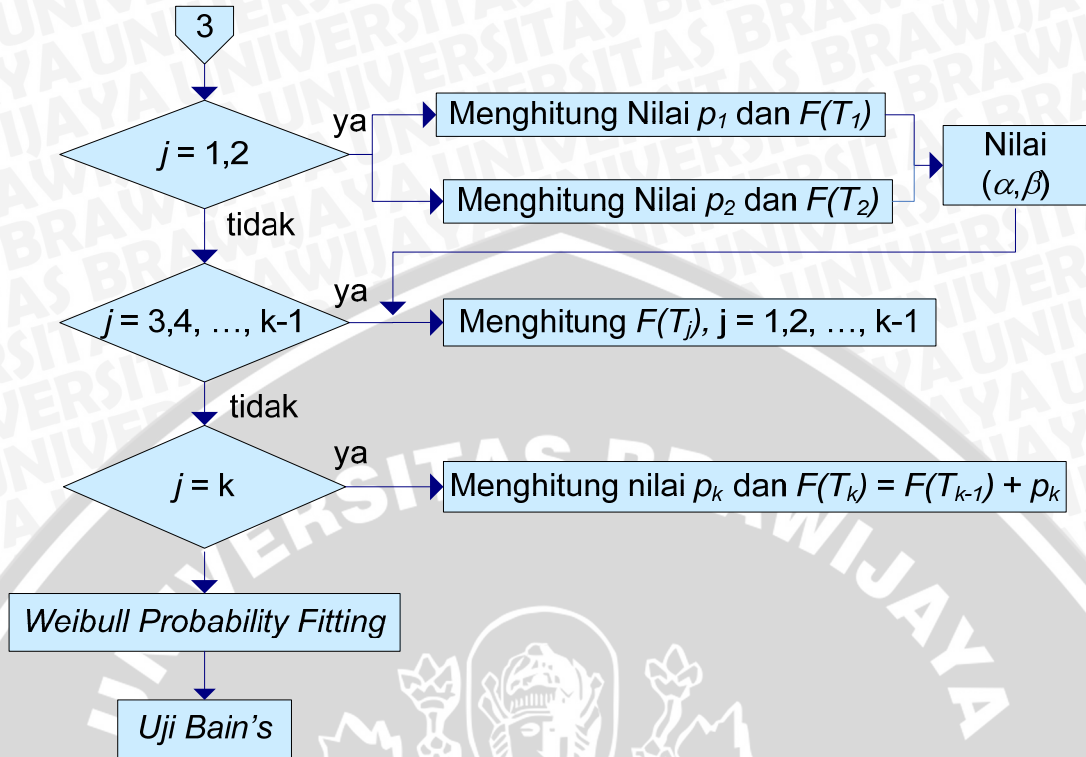 3
j = 1,2
ya
Menghitung Nilai p₁ dan F(T₁)
Menghitung Nilai p₂ dan F(T₂)
Nilai
(α,β)
tidak
j = 3,4, …, k-1
ya
Menghitung F(Tⱼ), j = 1,2, …, k-1
tidak
j = k
ya
Menghitung nilai pₖ dan F(Tₖ) = F(Tₖ₋₁) + pₖ
Weibull Probability Fitting
Uji Bain's
UNIVERSITAS BRAWIJAYA